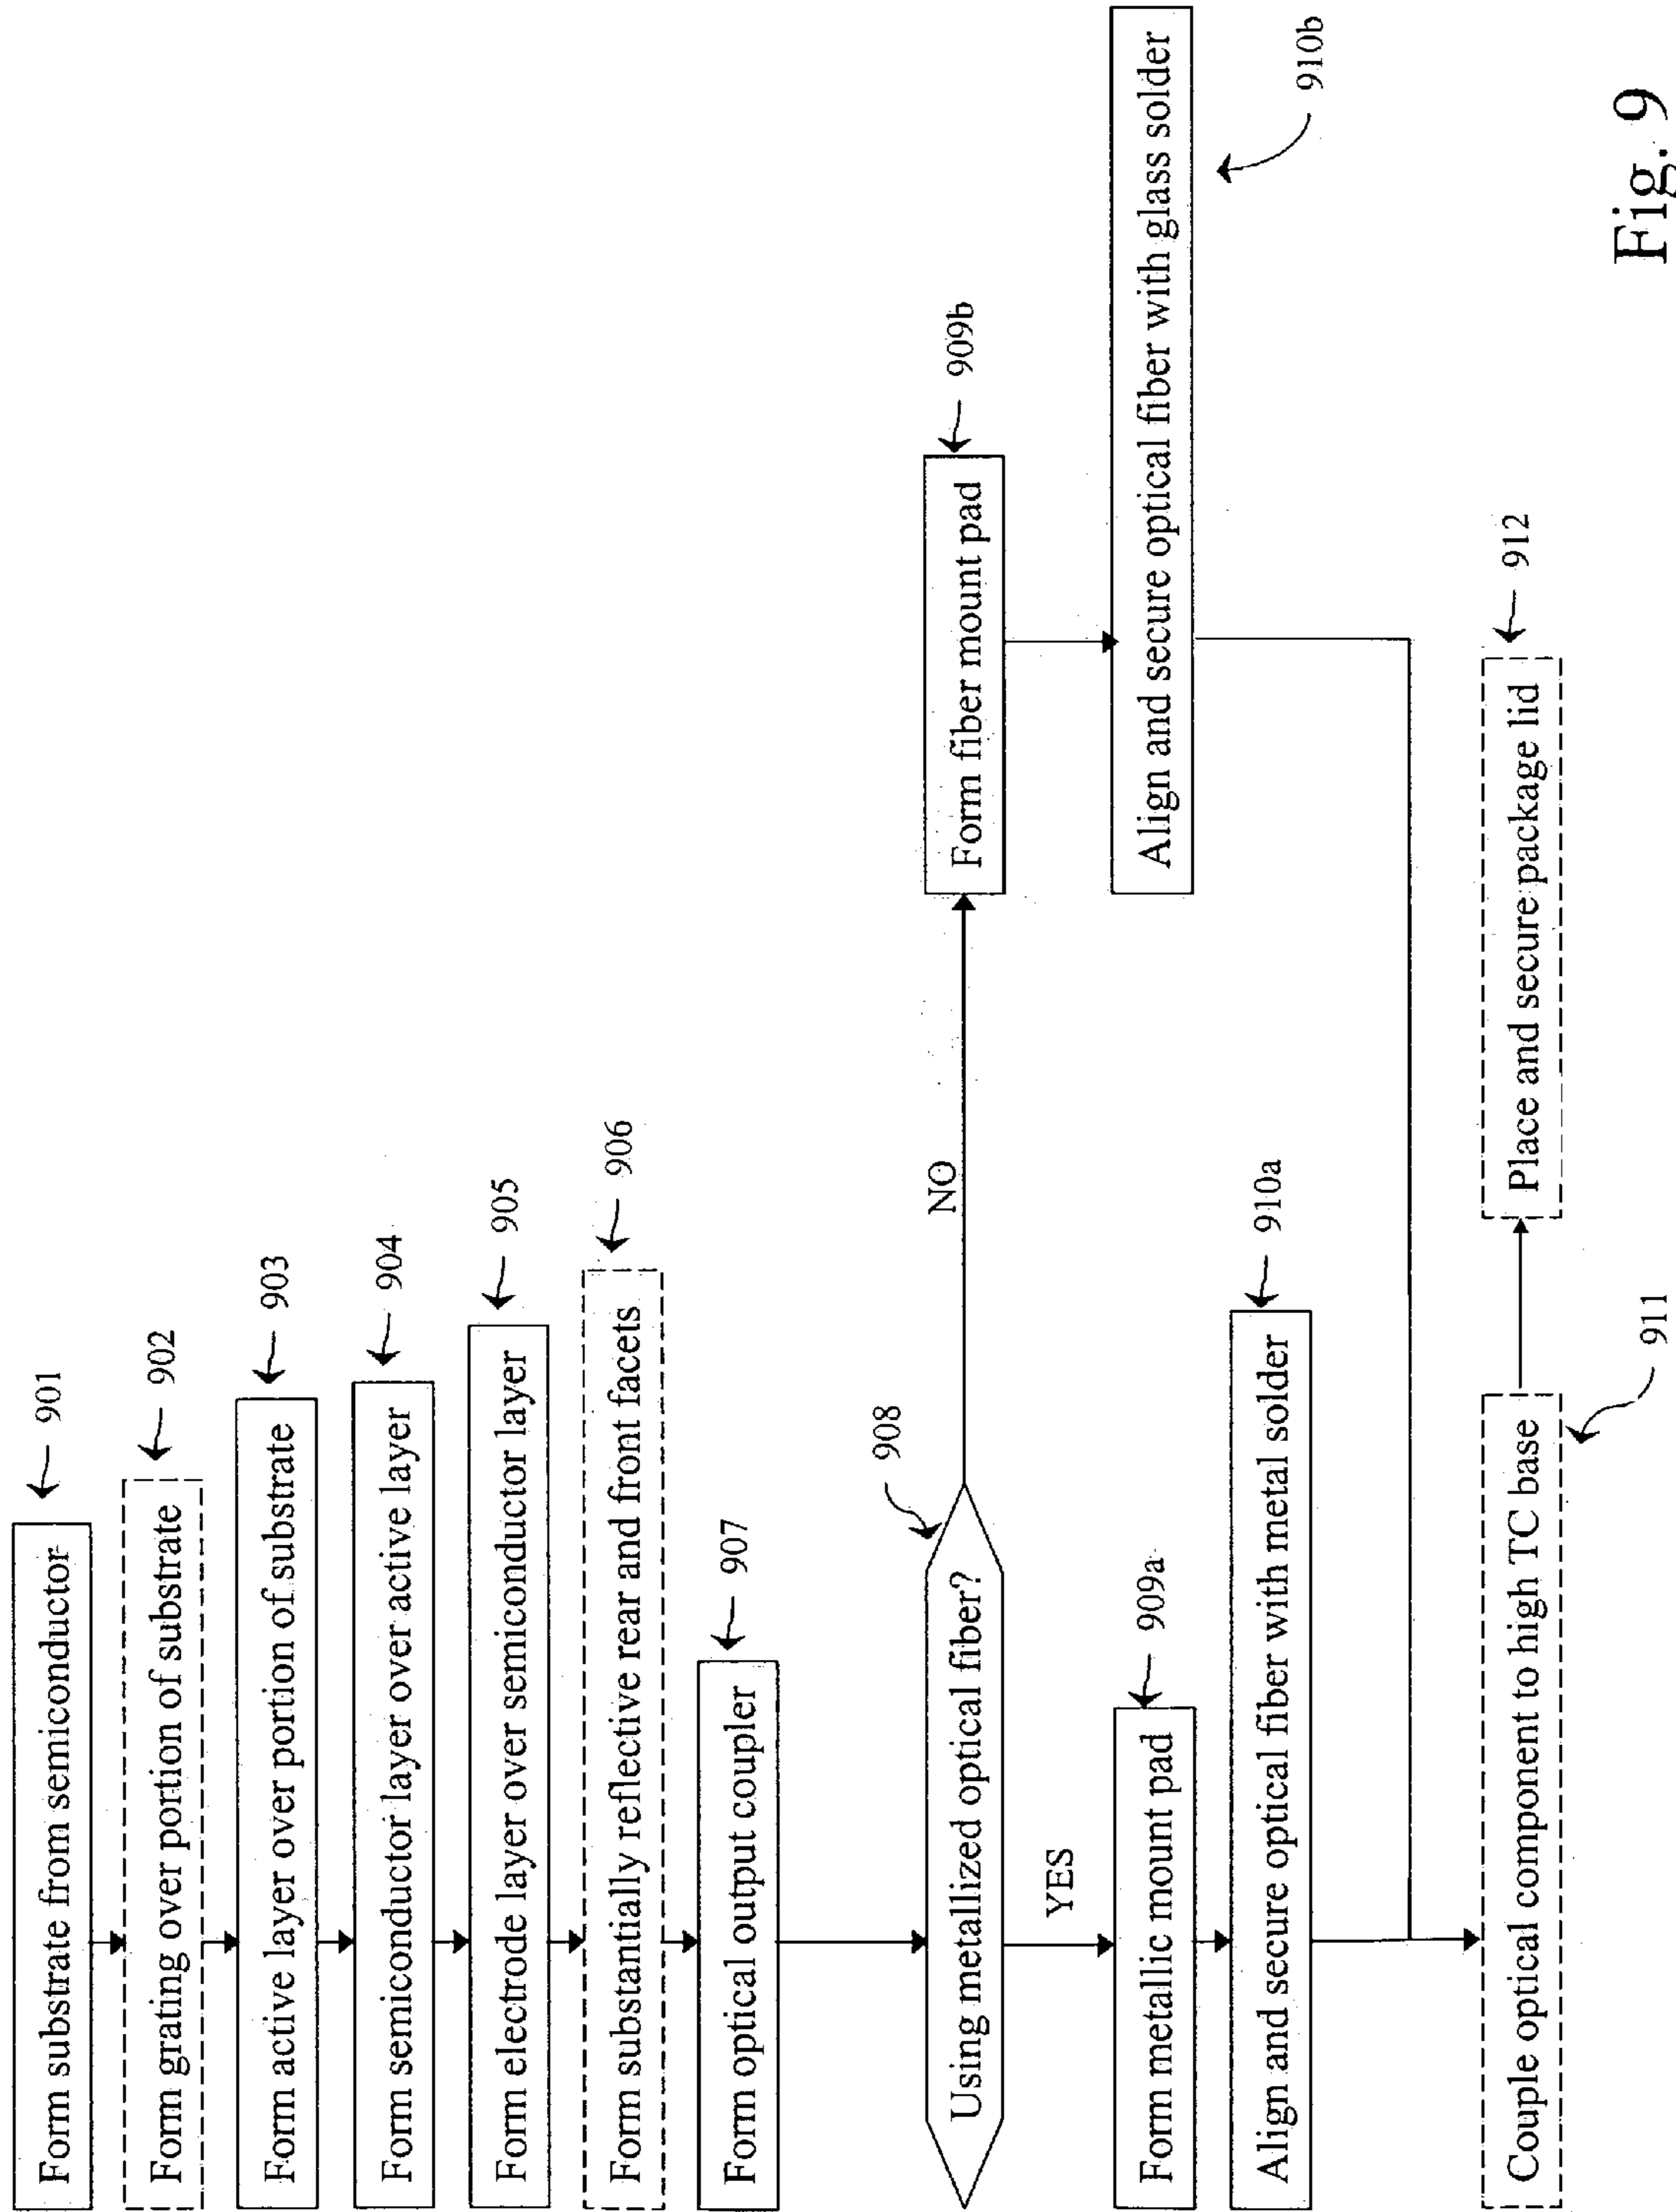 Form substrate from semiconductor
901
Form grating over portion of substrate
902
Form active layer over portion of substrate
903
Form semiconductor layer over active layer
904
Form electrode layer over semiconductor layer
905
Form substantially reflective rear and front facets
906
Form optical output coupler
907
Using metallized optical fiber?
908
NO
YES
Form metallic mount pad
909a
Form fiber mount pad
909b
Align and secure optical fiber with metal solder
910a
Align and secure optical fiber with glass solder
910b
Couple optical component to high TC base
911
Place and secure package lid
912
Fig. 9